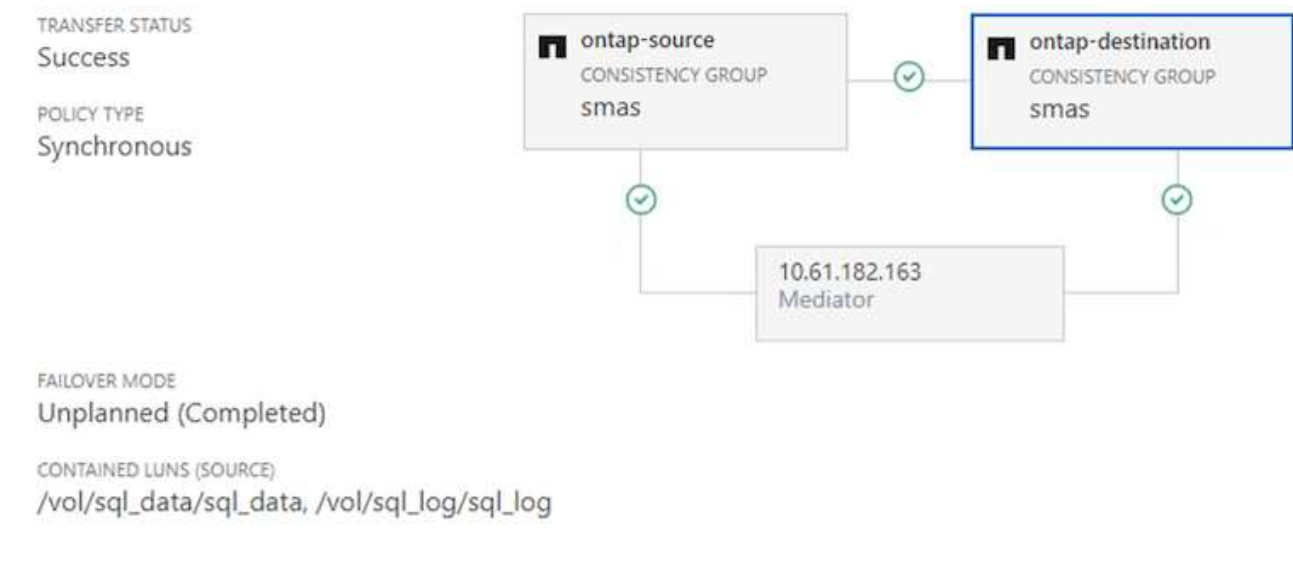 TRANSFER STATUS
Success
POLICY TYPE
Synchronous
ontap-source
CONSISTENCY GROUP
smas
ontap-destination
CONSISTENCY GROUP
smas
10.61.182.163
Mediator
FAILOVER MODE
Unplanned (Completed)
CONTAINED LUNS (SOURCE)
/vol/sql_data/sql_data, /vol/sql_log/sql_log